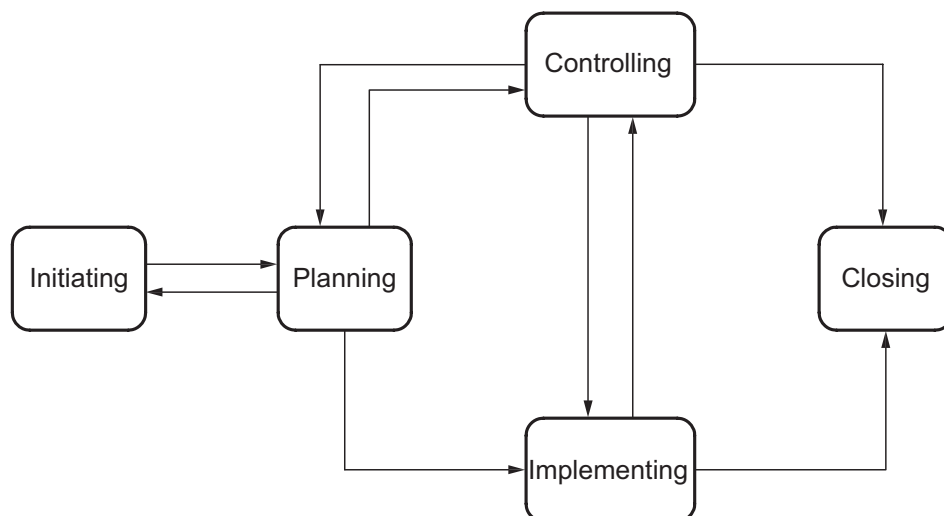 Controlling
Initiating
Planning
Closing
Implementing